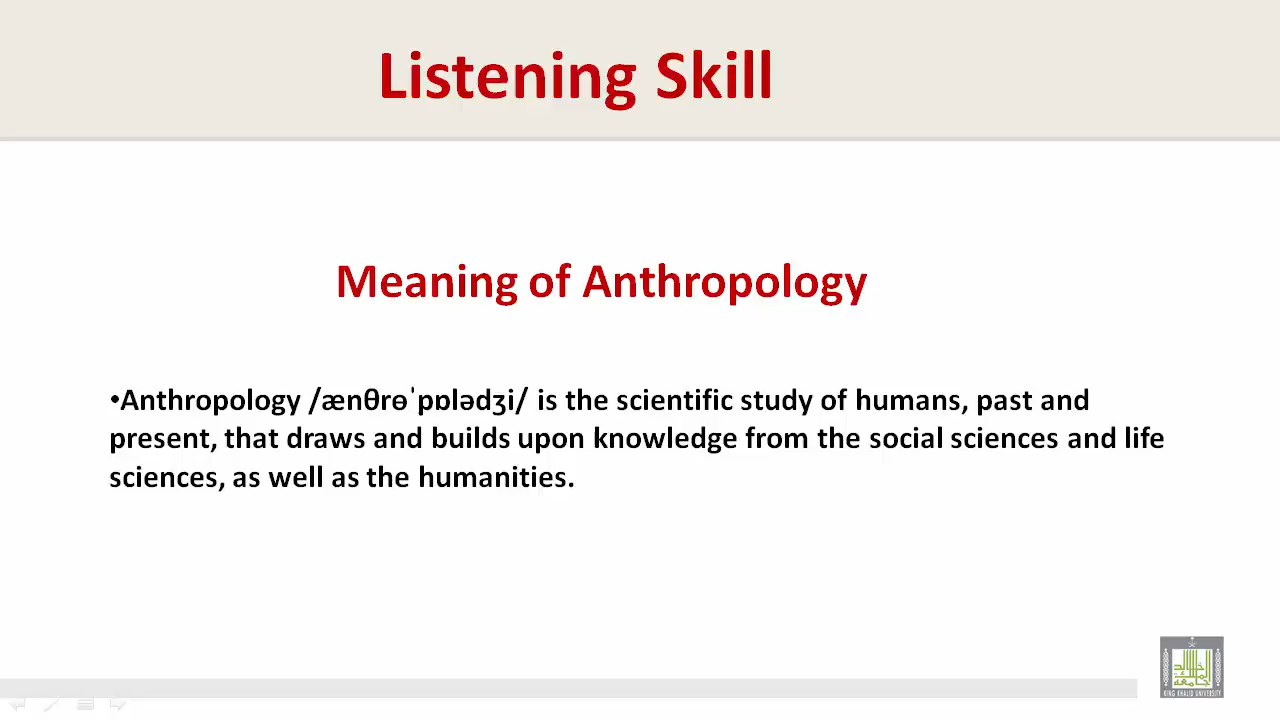 Listening Skill
Meaning of Anthropology
•Anthropology /ænθrɵˈpɒlədʒi/ is the scientific study of humans, past and
present, that draws and builds upon knowledge from the social sciences and life
sciences, as well as the humanities.
KING KHALID UNIVERSITY